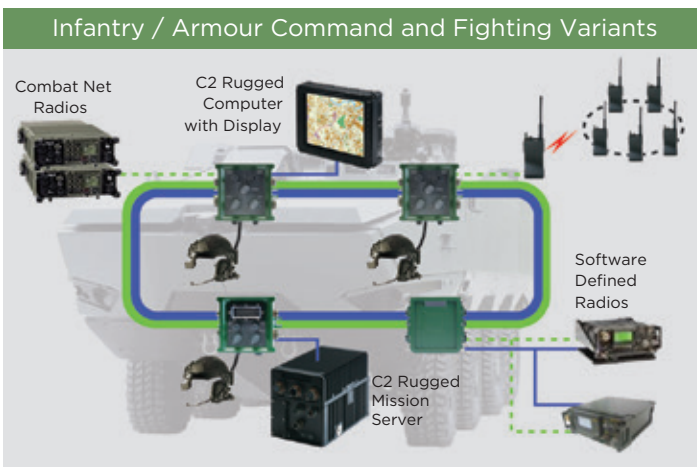 Infantry / Armour Command and Fighting Variants
Combat Net
Radios
C2 Rugged
Computer
with Display
Software
Defined
Radios
C2 Rugged
Mission
Server